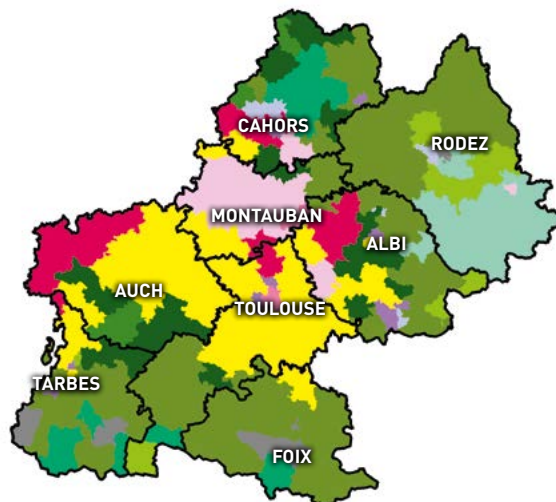 CAHORS
RODEZ
MONTAUBAN
ALBI
AUCH
TOULOUSE
TARBES
FOIX